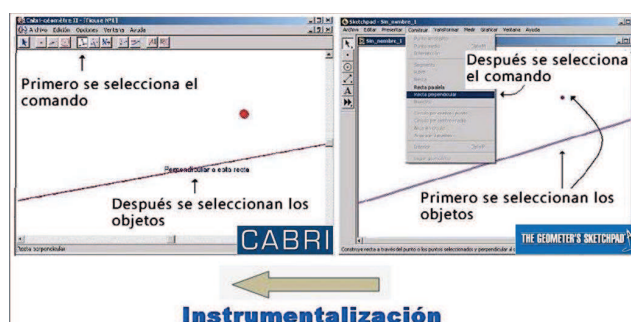 Cabri-géomètre II - [Figure Nº1]
Archivo Edición Opciones Ventana Ayuda
Primero se selecciona el
comando
Perpendicular a esta recta
Después se seleccionan los
objetos
CABRI
Recta perpendicular
Sketchpad
Archivo Editar Presentar Construir Transformar Medir Graficar Ventana Ayuda
Después se selecciona
el comando
Segmento
Recta paralela
Recta perpendicular
Primero se seleccionan los
objetos
THE GEOMETER'S SKETCHPAD
Construye recta a través del punto o los puntos seleccionados y perpendicular al
Instrumentalización